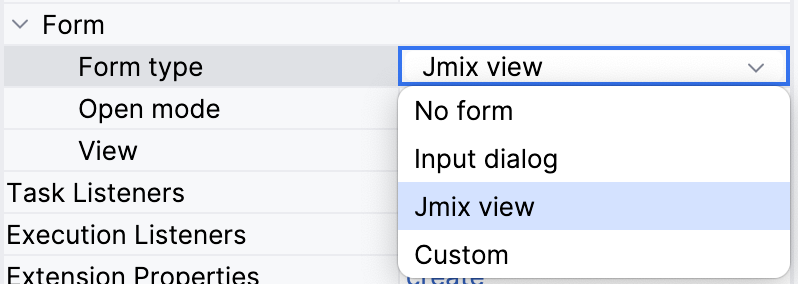 Form
Form type Jmix view
Open mode No form
Input dialog
View
Task Listeners Jmix view
Execution Listeners Custom
Extension Properties create